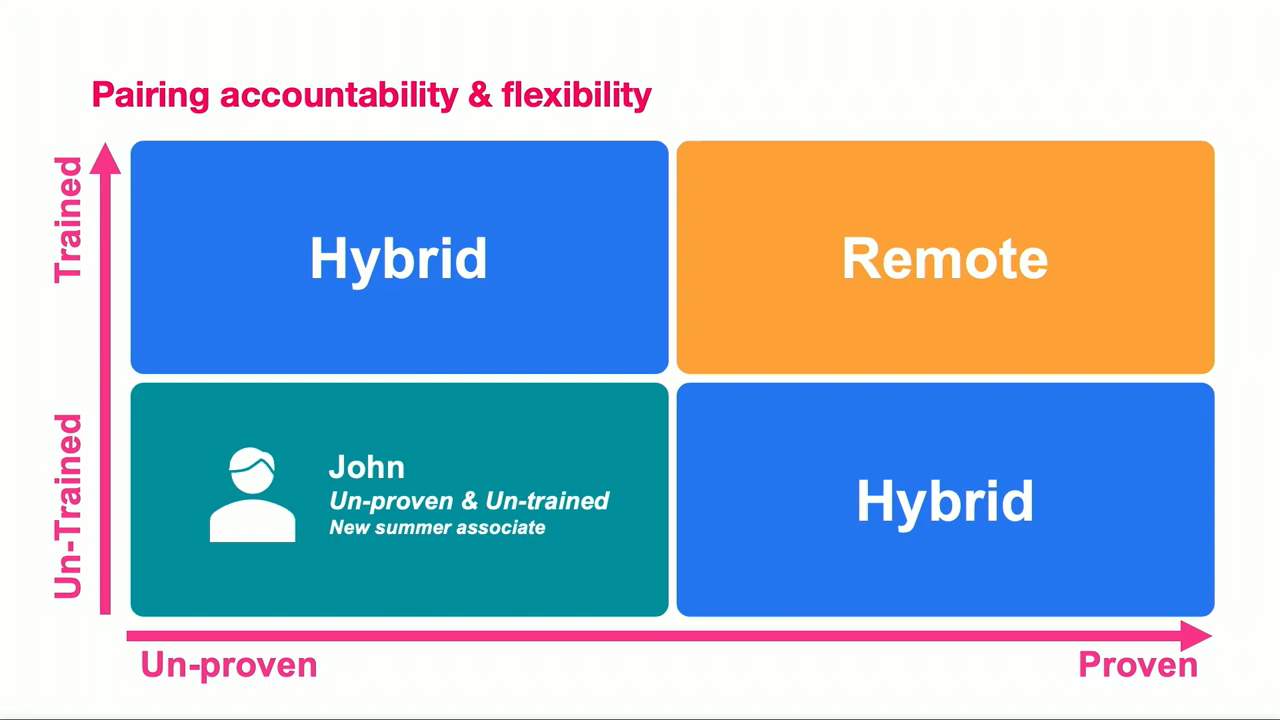 Pairing accountability & flexibility
Trained
Hybrid
Remote
Un-Trained
John
Un-proven & Un-trained
New summer associate
Hybrid
Un-proven
Proven